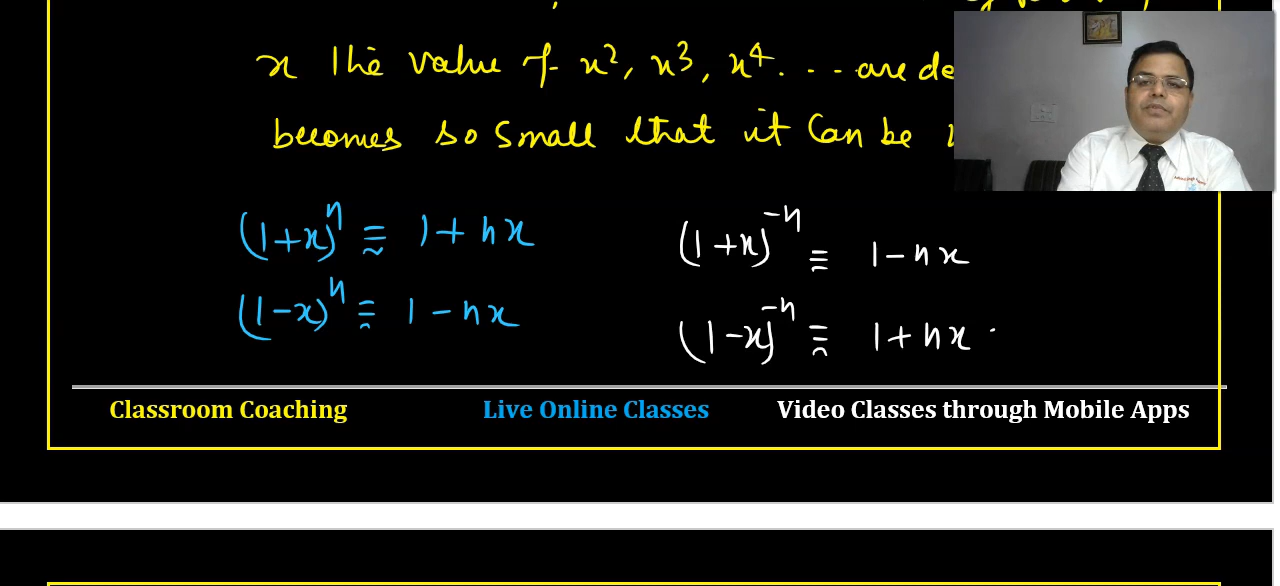 x The value of x², x³, x⁴. . . . are de
becomes so small that it can be
(1+x)ⁿ ≅ 1 + nx
(1-x)ⁿ ≅ 1 - nx
(1+x)⁻ⁿ ≅ 1 - nx
(1-x)⁻ⁿ ≅ 1 + nx .
Classroom Coaching
Live Online Classes
Video Classes through Mobile Apps